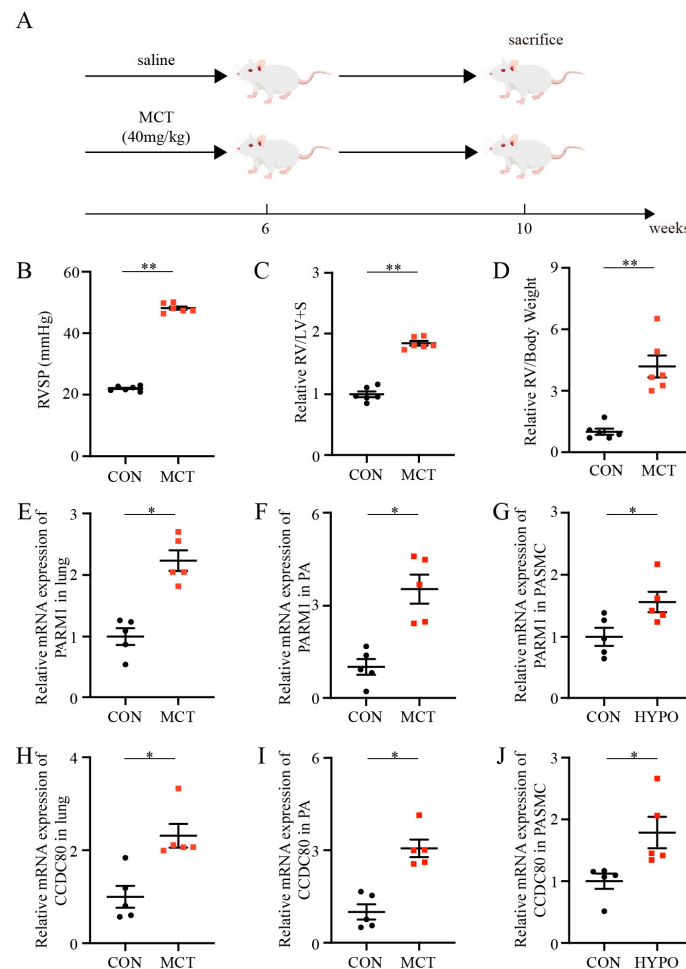 A
saline
sacrifice
MCT
(40mg/kg)
6
10
weeks
B
RVSP (mmHg)
60
40
20
0
**
CON
MCT
C
Relative RV/LV+S
3
2
1
0
**
CON
MCT
D
Relative RV/Body Weight
9
6
3
0
**
CON
MCT
E
Relative mRNA expression of
PARM1 in lung
3
2
1
0
*
CON
MCT
F
Relative mRNA expression of
PARM1 in PA
6
3
0
*
CON
MCT
G
Relative mRNA expression of
PARM1 in PASMC
3
2
1
0
*
CON
HYPO
H
Relative mRNA expression of
CCDC80 in lung
4
2
0
*
CON
MCT
I
Relative mRNA expression of
CCDC80 in PA
6
3
0
*
CON
MCT
J
Relative mRNA expression of
CCDC80 in PASMC
3
2
1
0
*
CON
HYPO